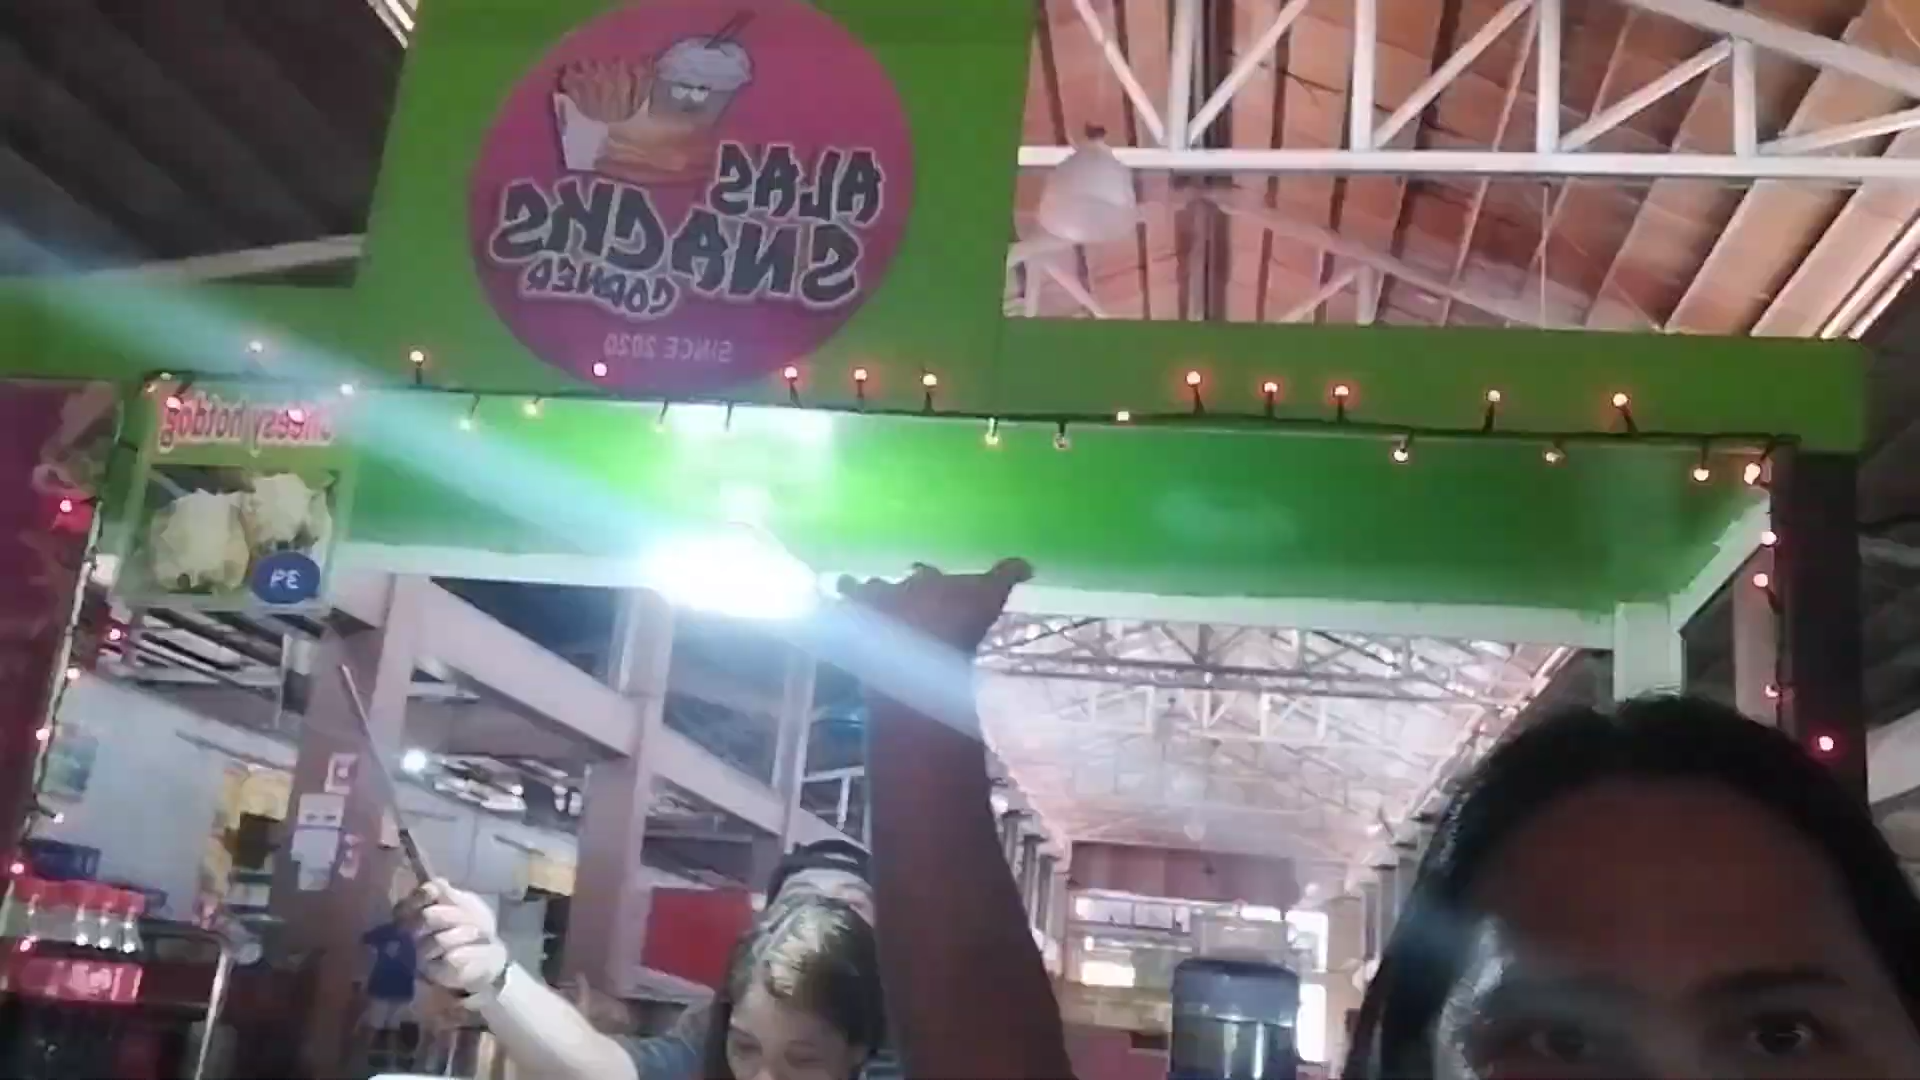 ALAS
SNACKS
CORNER
SINCE 2020
cheesy hotdog